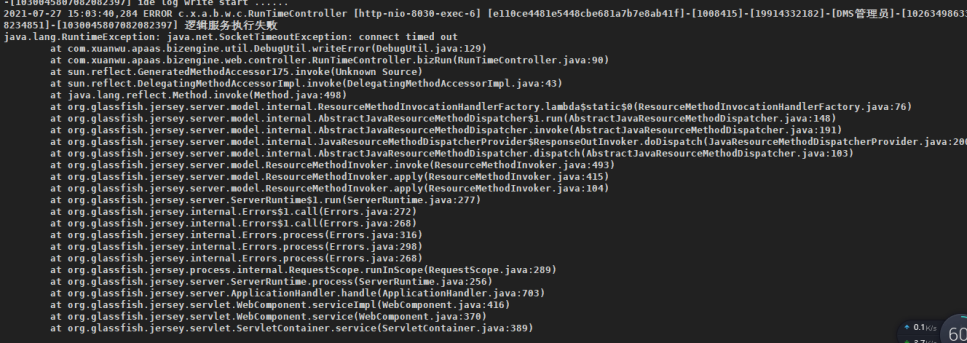 -[1030045807082082397] ide log write start ......
2021-07-27 15:03:40,284 ERROR c.x.a.b.w.c.RunTimeController [http-nio-8030-exec-6] [e110ce4481e5448cbe681a7b7e8ab41f]-[1008415]-[19914332182]-[DMS管理员]-[1026349863
8234851]-[1030045807082082397] 逻辑服务执行失败
java.lang.RuntimeException: java.net.SocketTimeoutException: connect timed out
at com.xuanwu.apaas.bizengine.util.DebugUtil.writeError(DebugUtil.java:129)
at com.xuanwu.apaas.bizengine.web.controller.RunTimeController.bizRun(RunTimeController.java:90)
at sun.reflect.GeneratedMethodAccessor175.invoke(Unknown Source)
at sun.reflect.DelegatingMethodAccessorImpl.invoke(DelegatingMethodAccessorImpl.java:43)
at java.lang.reflect.Method.invoke(Method.java:498)
at org.glassfish.jersey.server.model.internal.ResourceMethodInvocationHandlerFactory.lambda$static$0(ResourceMethodInvocationHandlerFactory.java:76)
at org.glassfish.jersey.server.model.internal.AbstractJavaResourceMethodDispatcher$1.run(AbstractJavaResourceMethodDispatcher.java:148)
at org.glassfish.jersey.server.model.internal.AbstractJavaResourceMethodDispatcher.invoke(AbstractJavaResourceMethodDispatcher.java:191)
at org.glassfish.jersey.server.model.internal.JavaResourceMethodDispatcherProvider$ResponseOutInvoker.doDispatch(JavaResourceMethodDispatcherProvider.java:200
at org.glassfish.jersey.server.model.internal.AbstractJavaResourceMethodDispatcher.dispatch(AbstractJavaResourceMethodDispatcher.java:103)
at org.glassfish.jersey.server.model.ResourceMethodInvoker.invoke(ResourceMethodInvoker.java:493)
at org.glassfish.jersey.server.model.ResourceMethodInvoker.apply(ResourceMethodInvoker.java:415)
at org.glassfish.jersey.server.model.ResourceMethodInvoker.apply(ResourceMethodInvoker.java:104)
at org.glassfish.jersey.server.ServerRuntime$1.run(ServerRuntime.java:277)
at org.glassfish.jersey.internal.Errors$1.call(Errors.java:272)
at org.glassfish.jersey.internal.Errors$1.call(Errors.java:268)
at org.glassfish.jersey.internal.Errors.process(Errors.java:316)
at org.glassfish.jersey.internal.Errors.process(Errors.java:298)
at org.glassfish.jersey.internal.Errors.process(Errors.java:268)
at org.glassfish.jersey.process.internal.RequestScope.runInScope(RequestScope.java:289)
at org.glassfish.jersey.server.ServerRuntime.process(ServerRuntime.java:256)
at org.glassfish.jersey.server.ApplicationHandler.handle(ApplicationHandler.java:703)
at org.glassfish.jersey.servlet.WebComponent.serviceImpl(WebComponent.java:416)
at org.glassfish.jersey.servlet.WebComponent.service(WebComponent.java:370)
at org.glassfish.jersey.servlet.ServletContainer.service(ServletContainer.java:389)
0.1K/s
60